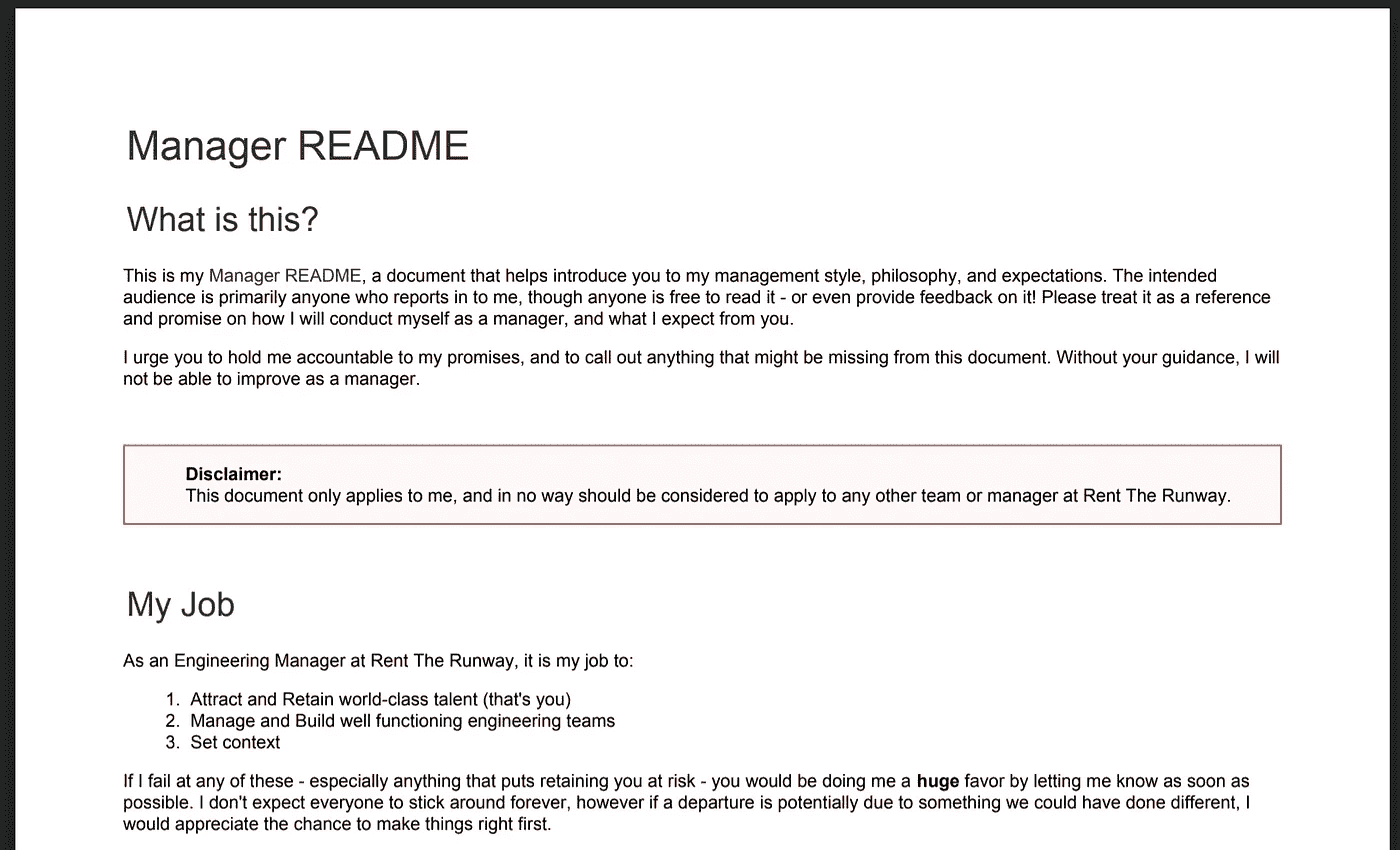 Manager README
What is this?
This is my Manager README, a document that helps introduce you to my management style, philosophy, and expectations. The intended
audience is primarily anyone who reports in to me, though anyone is free to read it - or even provide feedback on it! Please treat it as a reference
and promise on how I will conduct myself as a manager, and what I expect from you.
I urge you to hold me accountable to my promises, and to call out anything that might be missing from this document. Without your guidance, I will
not be able to improve as a manager.
Disclaimer:
This document only applies to me, and in no way should be considered to apply to any other team or manager at Rent The Runway.
My Job
As an Engineering Manager at Rent The Runway, it is my job to:
1. Attract and Retain world-class talent (that's you)
2. Manage and Build well functioning engineering teams
3. Set context
If I fail at any of these - especially anything that puts retaining you at risk - you would be doing me a huge favor by letting me know as soon as
possible. I don't expect everyone to stick around forever, however if a departure is potentially due to something we could have done different, I
would appreciate the chance to make things right first.